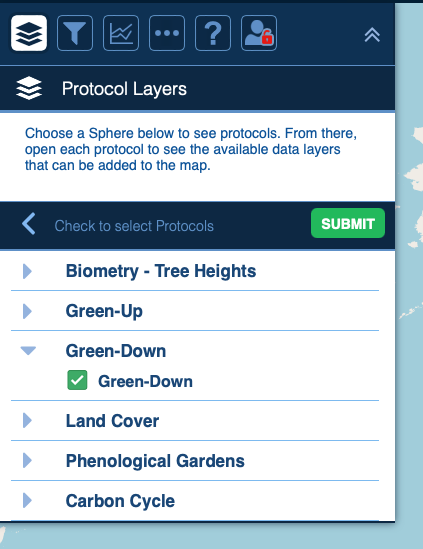 ?
Protocol Layers
Choose a Sphere below to see protocols. From there,
open each protocol to see the available data layers
that can be added to the map.
Check to select Protocols
SUBMIT
Biometry - Tree Heights
Green-Up
Green-Down
Green-Down
Land Cover
Phenological Gardens
Carbon Cycle